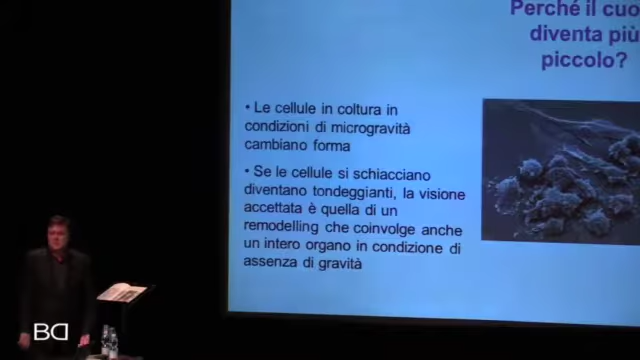 Perché il cuo
diventa più
piccolo?
• Le cellule in coltura in
condizioni di microgravità
cambiano forma
• Se le cellule si schiacciano
diventano tondeggianti, la visione
accettata è quella di un
remodelling che coinvolge anche
un intero organo in condizione di
assenza di gravità
BD